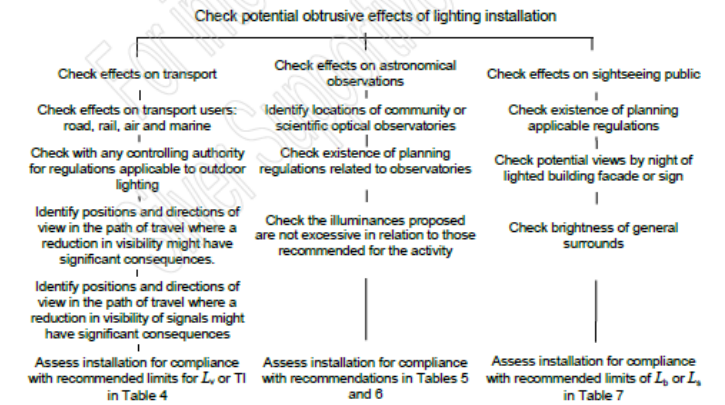 Check potential obtrusive effects of lighting installation
Check effects on transport
Check effects on transport users:
road, rail, air and marine
Check with any controlling authority
for regulations applicable to outdoor
lighting
Identify positions and directions of
view in the path of travel where a
reduction in visibility might have
significant consequences.
Identify positions and directions of
view in the path of travel where a
reduction in visibility of signals might
have significant consequences
Assess installation for compliance
with recommended limits for Lv or TI
in Table 4
Check effects on astronomical
observations
Identify locations of community or
scientific optical observatories
Check existence of planning
regulations related to observatories
Check the illuminances proposed
are not excessive in relation to those
recommended for the activity
Assess installation for compliance
with recommendations in Tables 5
and 6
Check effects on sightseeing public
Check existence of planning
applicable regulations
Check potential views by night of
lighted building facade or sign
Check brightness of general
surrounds
Assess installation for compliance
with recommended limits of Lb or Ls
in Table 7